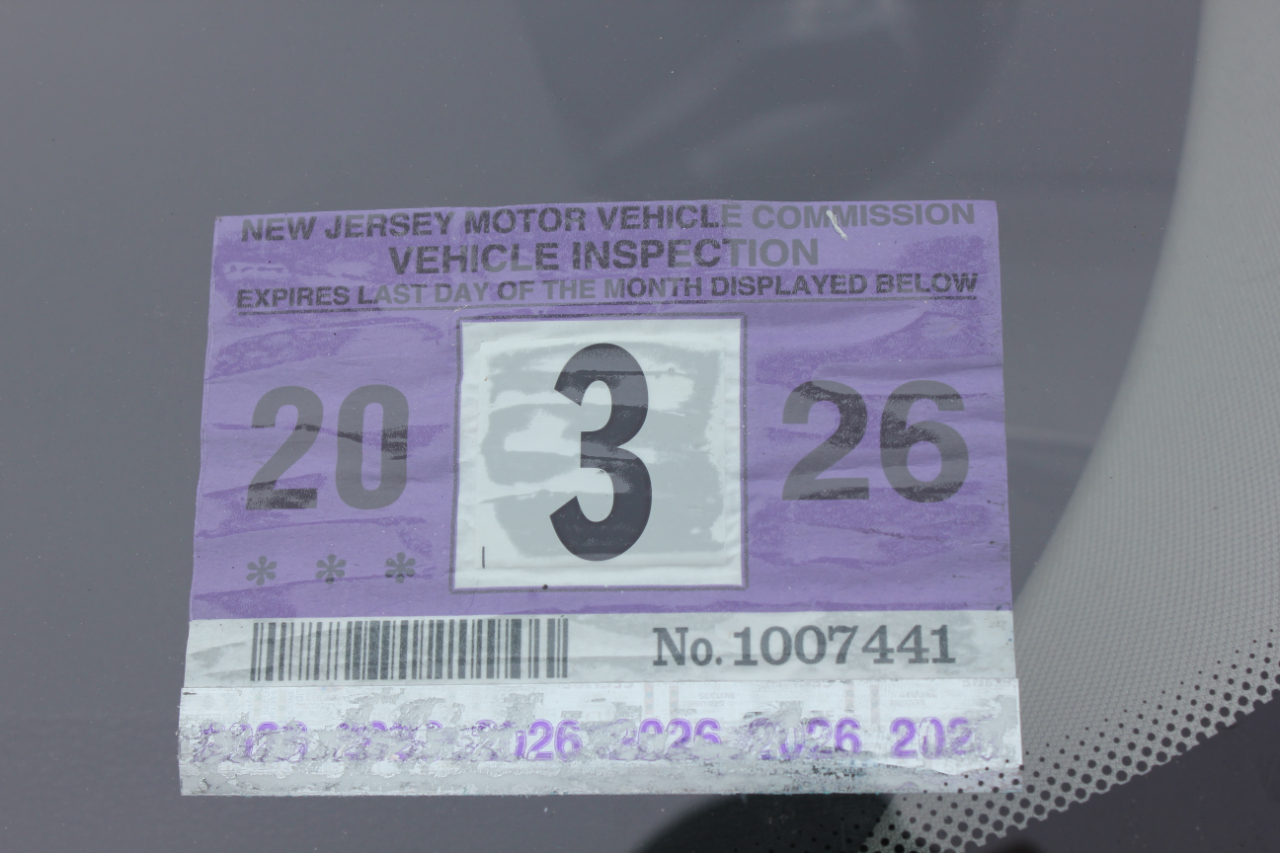 NEW JERSEY MOTOR VEHICLE COMMISSION
VEHICLE INSPECTION
EXPIRES LAST DAY OF THE MONTH DISPLAYED BELOW
20 3 26
* * *
No. 1007441
2026 2026